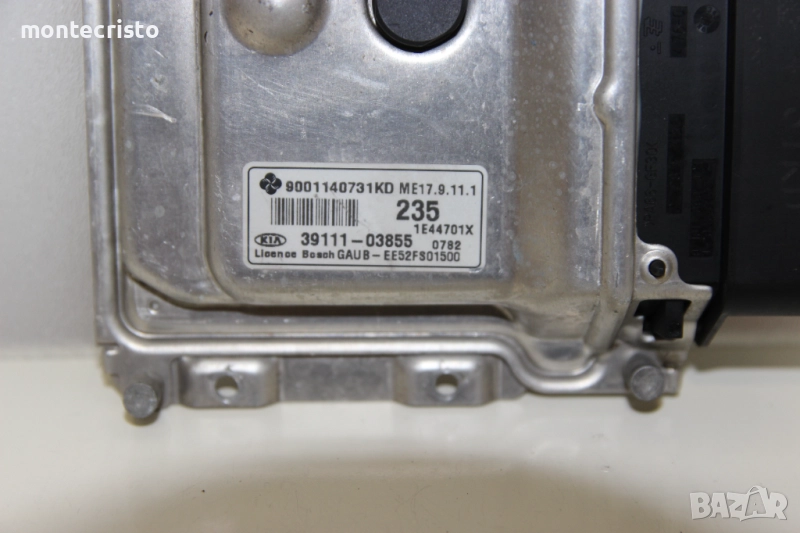 montecristo
9001140731KD ME17.9.11.1
235
1E44701X
KIA 39111-03855 0782
Licence Bosch GAUB-EE52FS01500
BAZAR